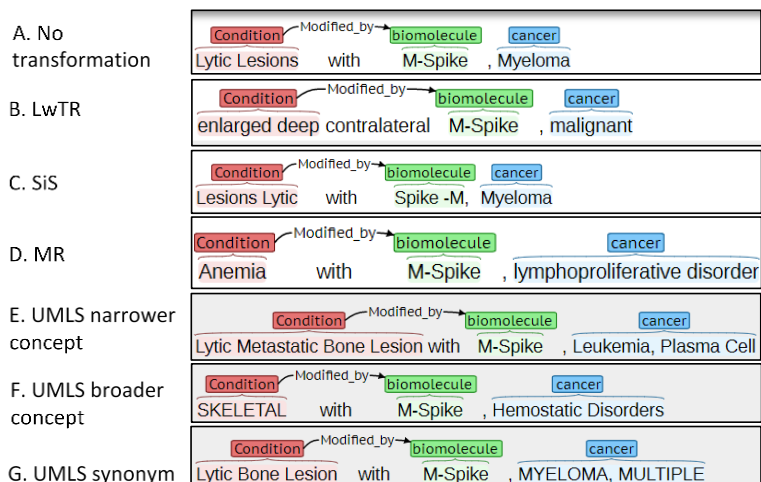 A. No transformation
Condition Modified_by biomolecule cancer
Lytic Lesions with M-Spike , Myeloma
B. LwTR
Condition Modified_by biomolecule cancer
enlarged deep contralateral M-Spike , malignant
C. SiS
Condition Modified_by biomolecule cancer
Lesions Lytic with Spike -M, Myeloma
D. MR
Condition Modified_by biomolecule cancer
Anemia with M-Spike , lymphoproliferative disorder
E. UMLS narrower concept
Condition Modified_by biomolecule cancer
Lytic Metastatic Bone Lesion with M-Spike , Leukemia, Plasma Cell
F. UMLS broader concept
Condition Modified_by biomolecule cancer
SKELETAL with M-Spike , Hemostatic Disorders
G. UMLS synonym
Condition Modified_by biomolecule cancer
Lytic Bone Lesion with M-Spike , MYELOMA, MULTIPLE